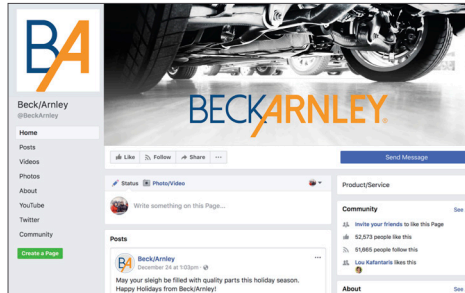 BA
Beck/Arnley
@BeckArnley
Home
Posts
Videos
Photos
About
YouTube
Twitter
Community
Create a Page
BECK/ARNLEY®
Like Follow Share ...
Send Message
Status Photo/Video
Write something on this Page...
Posts
Beck/Arnley
December 24 at 1:03pm ·
May your sleigh be filled with quality parts this holiday season.
Happy Holidays from Beck/Arnley!
Product/Service
Community See
Invite your friends to like this Page
52,573 people like this
51,665 people follow this
Lou Kafantaris likes this
About See